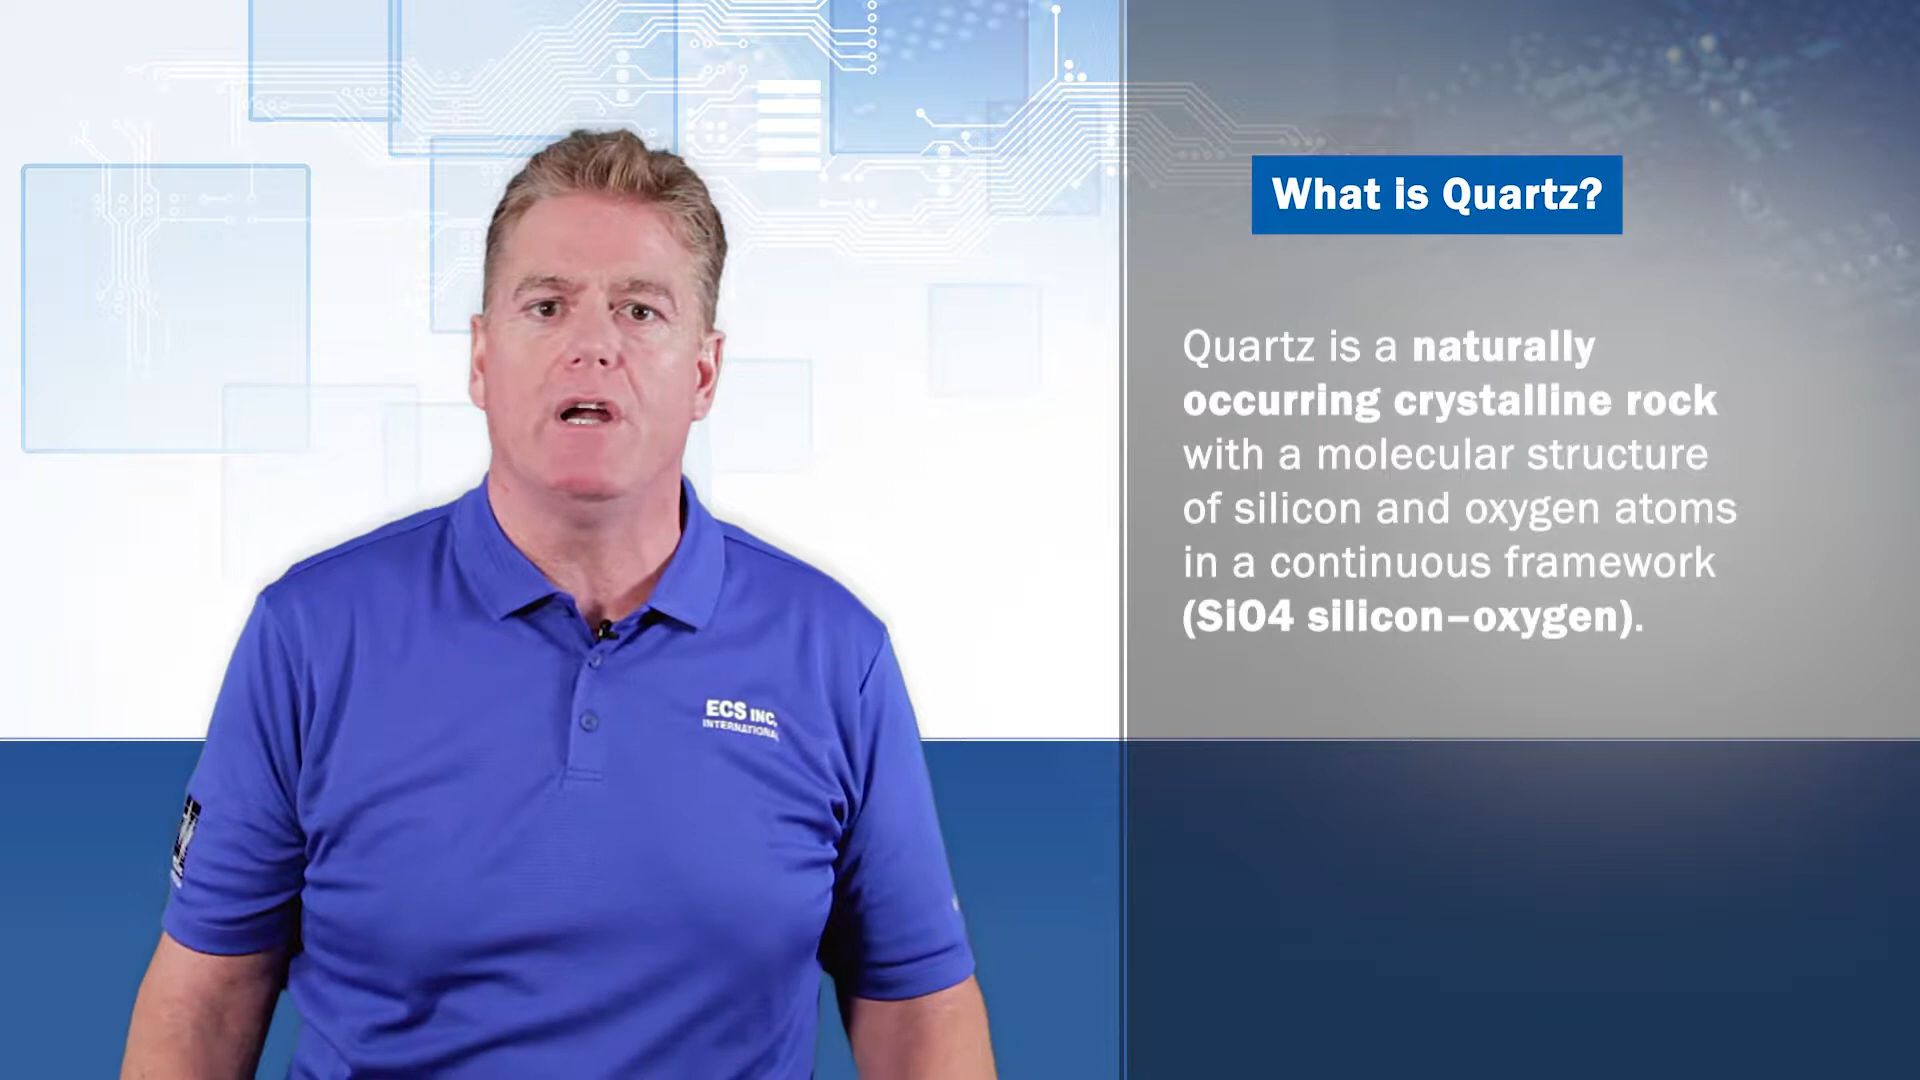 What is Quartz?
Quartz is a naturally
occurring crystalline rock
with a molecular structure
of silicon and oxygen atoms
in a continuous framework
(SiO4 silicon–oxygen).
ECS INC.
INTERNATIONAL